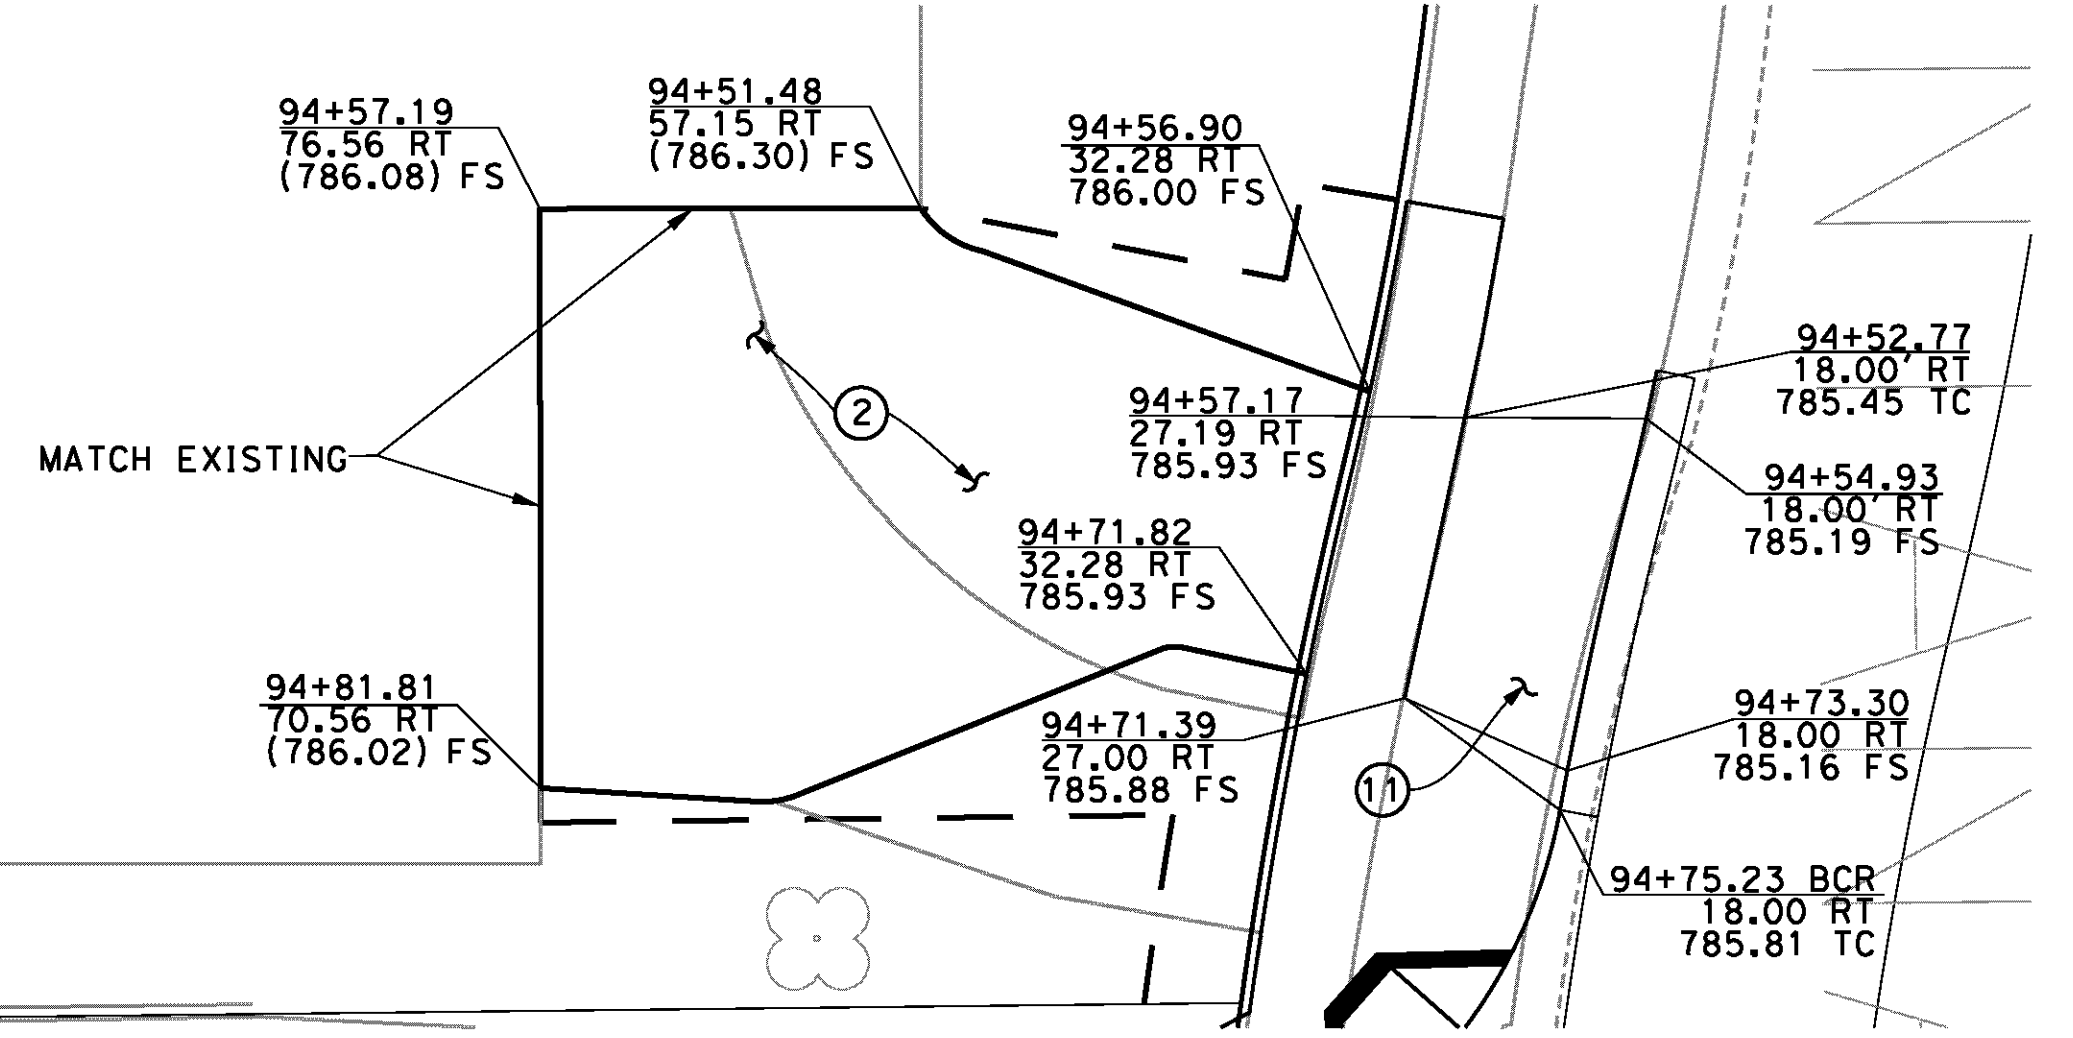 94+57.19
76.56 RT
(786.08) FS
94+51.48
57.15 RT
(786.30) FS
94+56.90
32.28 RT
786.00 FS
94+52.77
18.00' RT
785.45 TC
94+57.17
27.19 RT
785.93 FS
2
MATCH EXISTING
94+54.93
18.00' RT
785.19 FS
94+71.82
32.28 RT
785.93 FS
94+81.81
70.56 RT
(786.02) FS
94+71.39
27.00 RT
785.88 FS
94+73.30
18.00 RT
785.16 FS
11
94+75.23 BCR
18.00 RT
785.81 TC